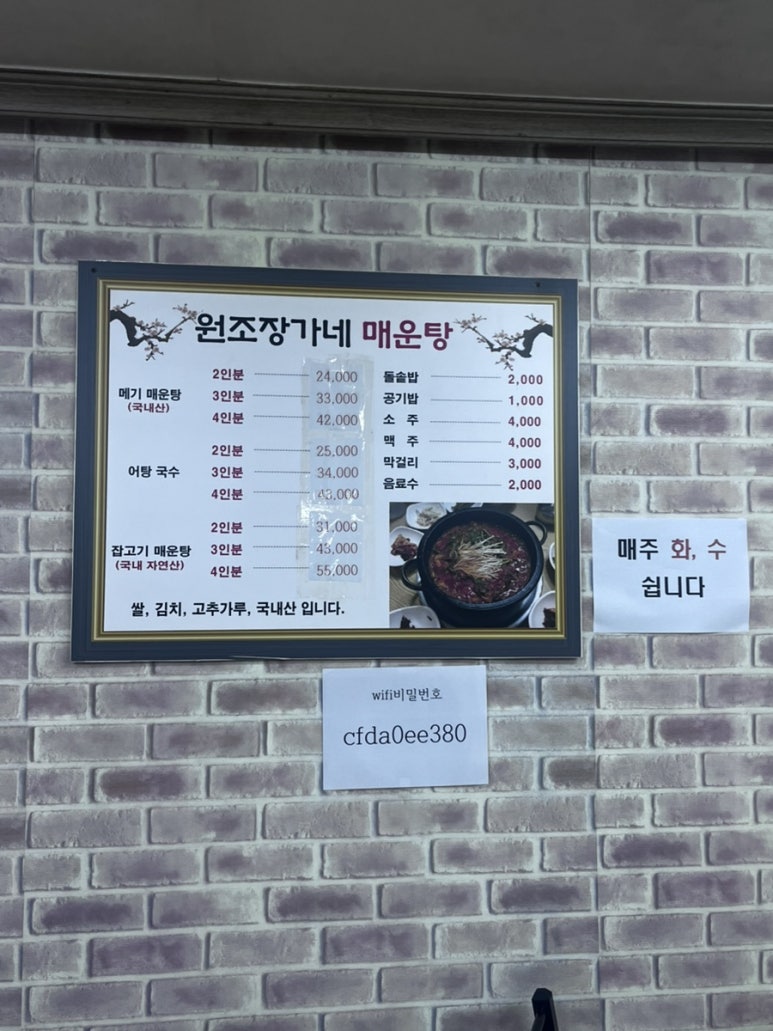 원조장가네 매운탕
메기 매운탕
(국내산)
2인분 24,000
3인분 33,000
4인분 42,000
어탕 국수
2인분 25,000
3인분 34,000
4인분 43,000
잡고기 매운탕
(국내 자연산)
2인분 31,000
3인분 43,000
4인분 55,000
쌀, 김치, 고추가루, 국내산 입니다.
돌솥밥 2,000
공기밥 1,000
소 주 4,000
맥 주 4,000
막걸리 3,000
음료수 2,000
매주 화, 수
쉽니다
wifi비밀번호
cfda0ee380